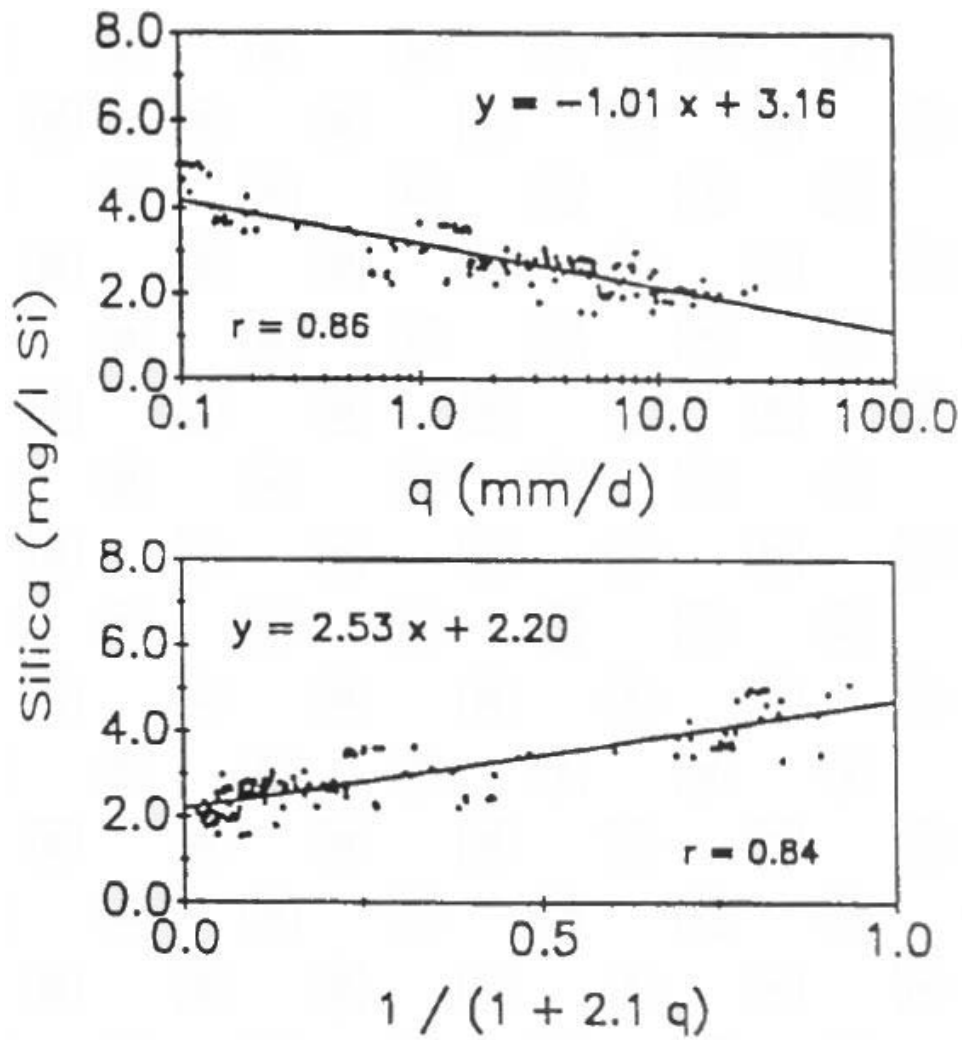 Silica (mg/l Si)
8.0
6.0
4.0
2.0
0.0
y = -1.01 x + 3.16
r = 0.86
0.1 1.0 10.0 100.0
q (mm/d)
8.0
6.0
4.0
2.0
0.0
y = 2.53 x + 2.20
r = 0.84
0.0 0.5 1.0
1 / (1 + 2.1 q)